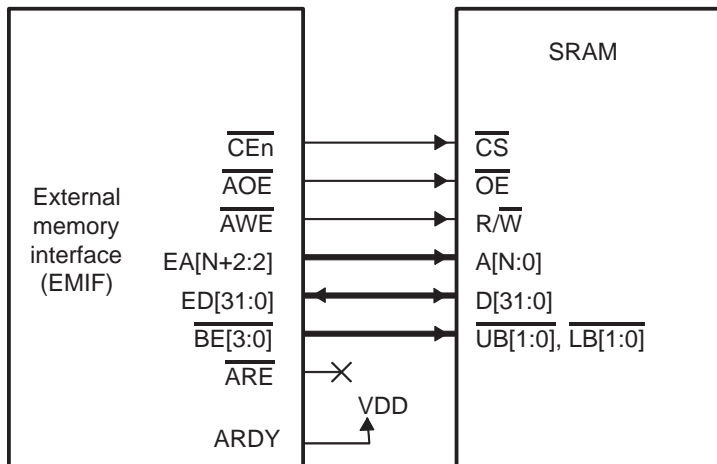 SRAM
CEn
CS
AOE
OE
External
memory
interface
(EMIF)
AWE
R/W
EA[N+2:2]
A[N:0]
ED[31:0]
D[31:0]
BE[3:0]
UB[1:0], LB[1:0]
ARE
VDD
ARDY